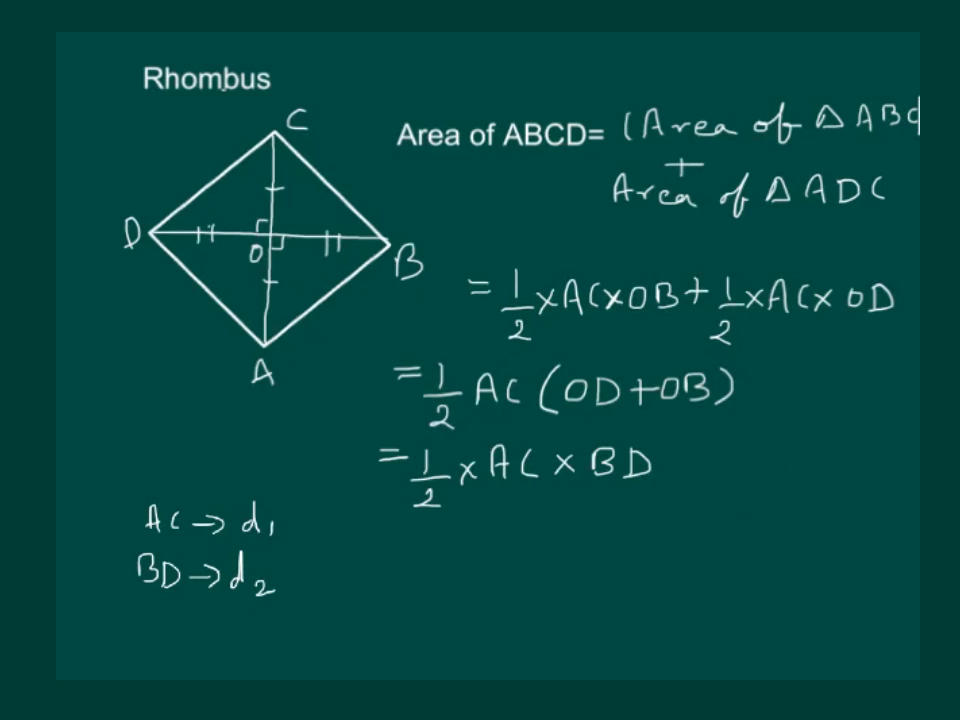 Rhombus
C
D
O
B
A
Area of ABCD= (Area of Δ ABC
+
Area of Δ ADC
= 1/2 × AC × OB + 1/2 × AC × OD
= 1/2 AC (OD + OB)
= 1/2 × AC × BD
AC → d₁
BD → d₂